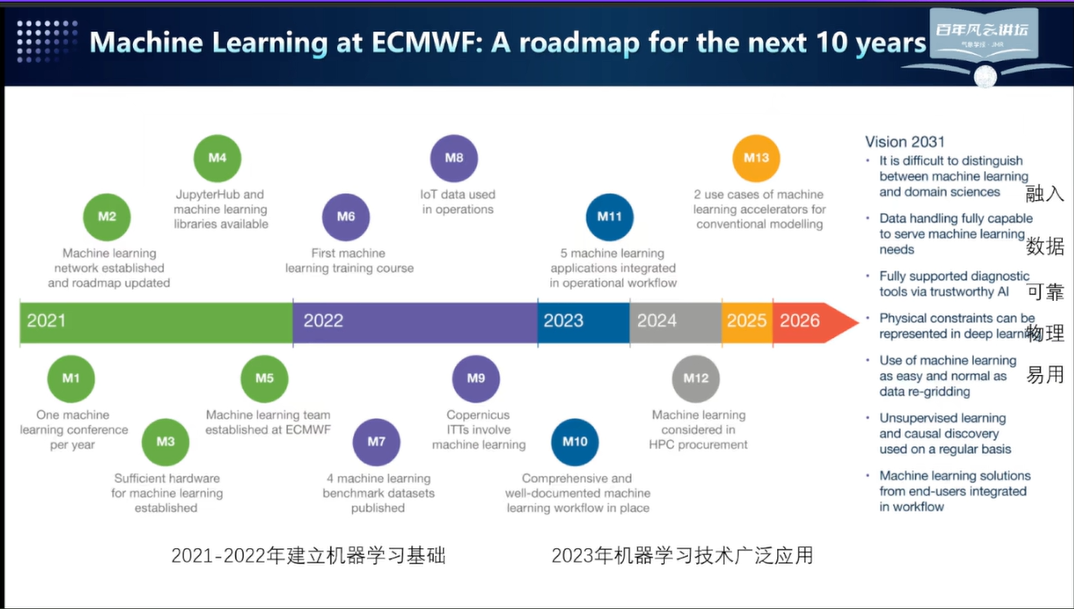 Machine Learning at ECMWF: A roadmap for the next 10 years
百年风云讲坛
M4
JupyterHub and
machine learning
libraries available
M8
IoT data used
in operations
M13
2 use cases of machine
learning accelerators for
conventional modelling
M2
Machine learning
network established
and roadmap updated
M6
First machine
learning training course
M11
5 machine learning
applications integrated
in operational workflow
2021
2022
2023
2024
2025
2026
M1
One machine
learning conference
per year
M5
Machine learning team
established at ECMWF
M9
Copernicus
ITTs involve
machine learning
M12
Machine learning
considered in
HPC procurement
M3
Sufficient hardware
for machine learning
established
M7
4 machine learning
benchmark datasets
published
M10
Comprehensive and
well-documented machine
learning workflow in place
Vision 2031
• It is difficult to distinguish
between machine learning
and domain sciences
融入
• Data handling fully capable
to serve machine learning
needs
数据
• Fully supported diagnostic
tools via trustworthy AI
可靠
• Physical constraints can be
represented in deep learning
物理
• Use of machine learning
as easy and normal as
data re-gridding
易用
• Unsupervised learning
and causal discovery
used on a regular basis
• Machine learning solutions
from end-users integrated
in workflow
2021-2022年建立机器学习基础
2023年机器学习技术广泛应用